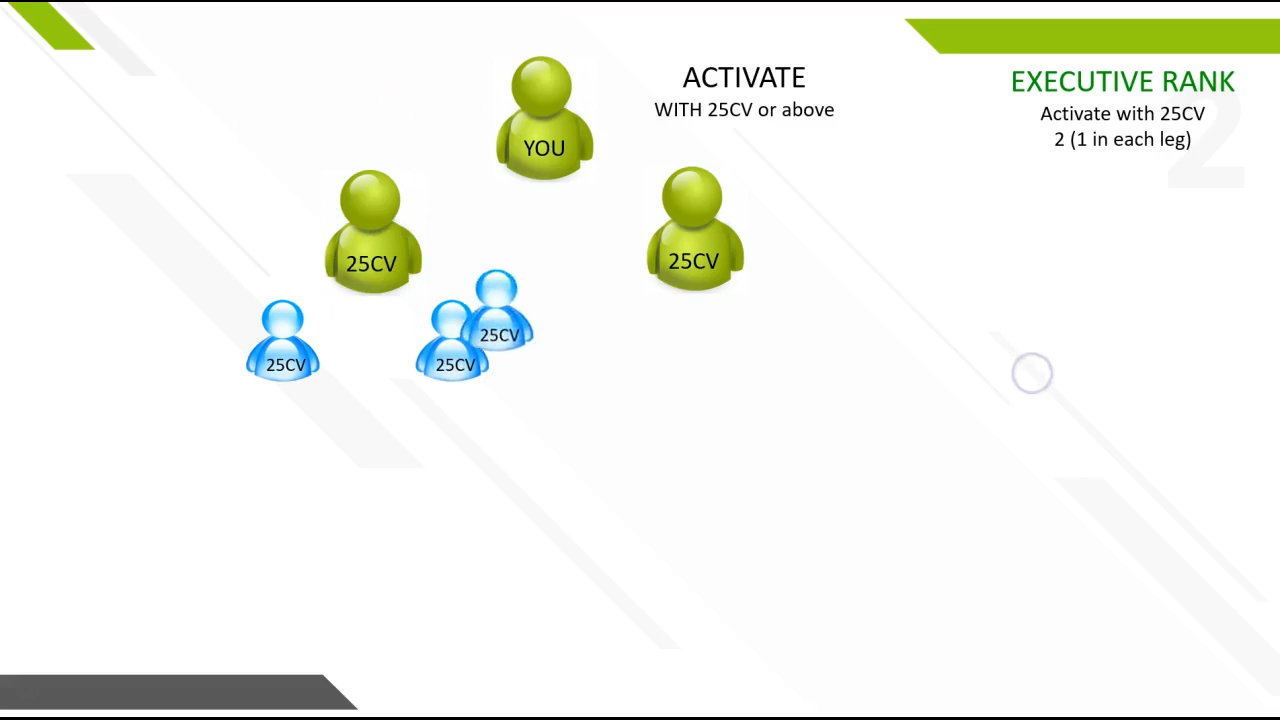 ACTIVATE
WITH 25CV or above
EXECUTIVE RANK
Activate with 25CV
2 (1 in each leg)
2
YOU
25CV
25CV
25CV
25CV
25CV